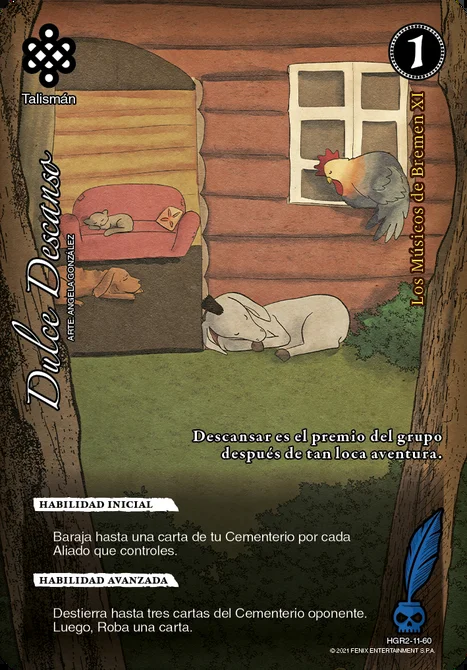 1
Talismán
Dulce Descanso
ARTE: ANGELA GONZÁLEZ
Los Músicos de Bremen XI
Descansar es el premio del grupo
después de tan loca aventura.
HABILIDAD INICIAL
Baraja hasta una carta de tu Cementerio por cada
Aliado que controles.
HABILIDAD AVANZADA
Destierra hasta tres cartas del Cementerio oponente.
Luego, Roba una carta.
HGR2-11-60
© 2021 FENIX ENTERTAINMENT S.P.A.